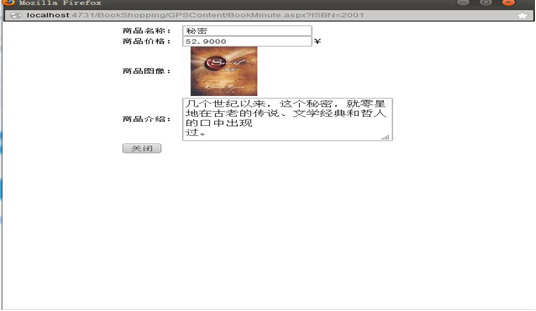 Mozilla Firefox
localhost:4731/BookShopping/GPSContent/BookMinute.aspx?ISBN=2001
商品名称： 秘密
商品价格： 52.9000 ¥
商品图像：
商品介绍： 几个世纪以来，这个秘密，就零星
地在古老的传说、文学经典和哲人
的口中出现
过。
关闭